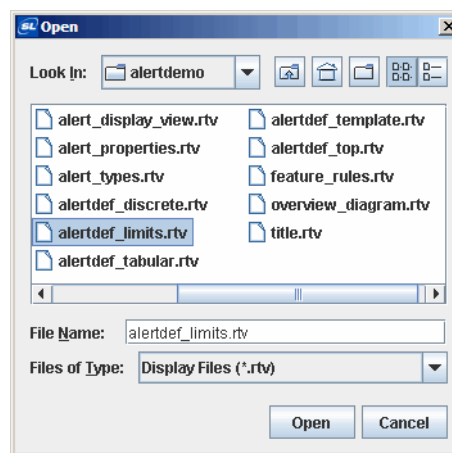 SL Open
Look In: alertdemo
alert_display_view.rtv
alert_properties.rtv
alert_types.rtv
alertdef_discrete.rtv
alertdef_limits.rtv
alertdef_tabular.rtv
alertdef_template.rtv
alertdef_top.rtv
feature_rules.rtv
overview_diagram.rtv
title.rtv
File Name: alertdef_limits.rtv
Files of Type: Display Files (*.rtv)
Open Cancel